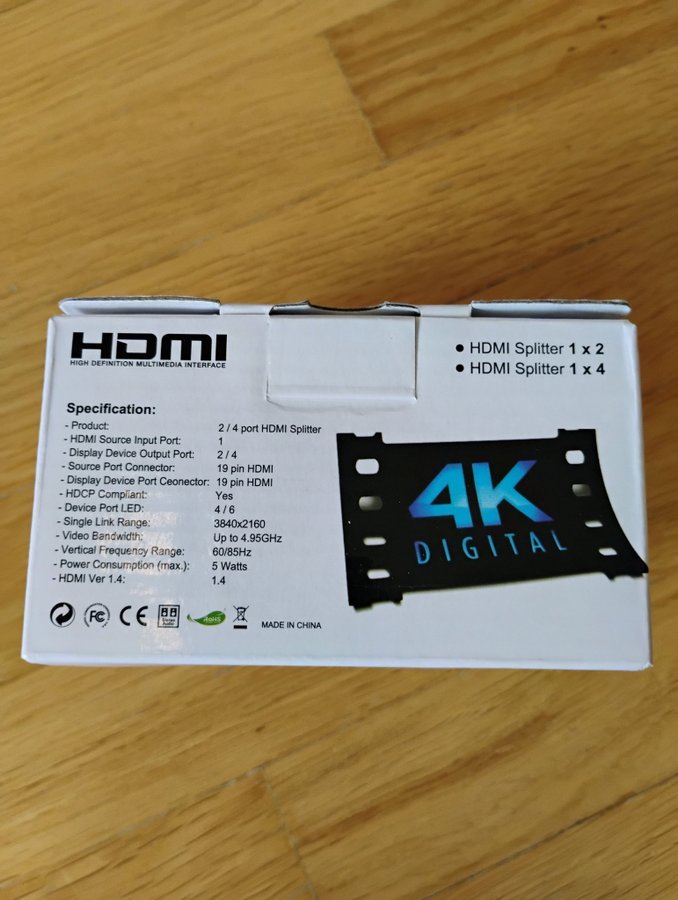 HDMI
HIGH DEFINITION MULTIMEDIA INTERFACE
● HDMI Splitter 1 x 2
● HDMI Splitter 1 x 4
Specification:
- Product: 2 / 4 port HDMI Splitter
- HDMI Source Input Port: 1
- Display Device Output Port: 2 / 4
- Source Port Connector: 19 pin HDMI
- Display Device Port Ceonector: 19 pin HDMI
- HDCP Compliant: Yes
- Device Port LED: 4 / 6
- Single Link Range: 3840x2160
- Video Bandwidth: Up to 4.95GHz
- Vertical Frequency Range: 60/85Hz
- Power Consumption (max.): 5 Watts
- HDMI Ver 1.4: 1.4
4K
DIGITAL
FC CE Stereo Audio RoHS MADE IN CHINA